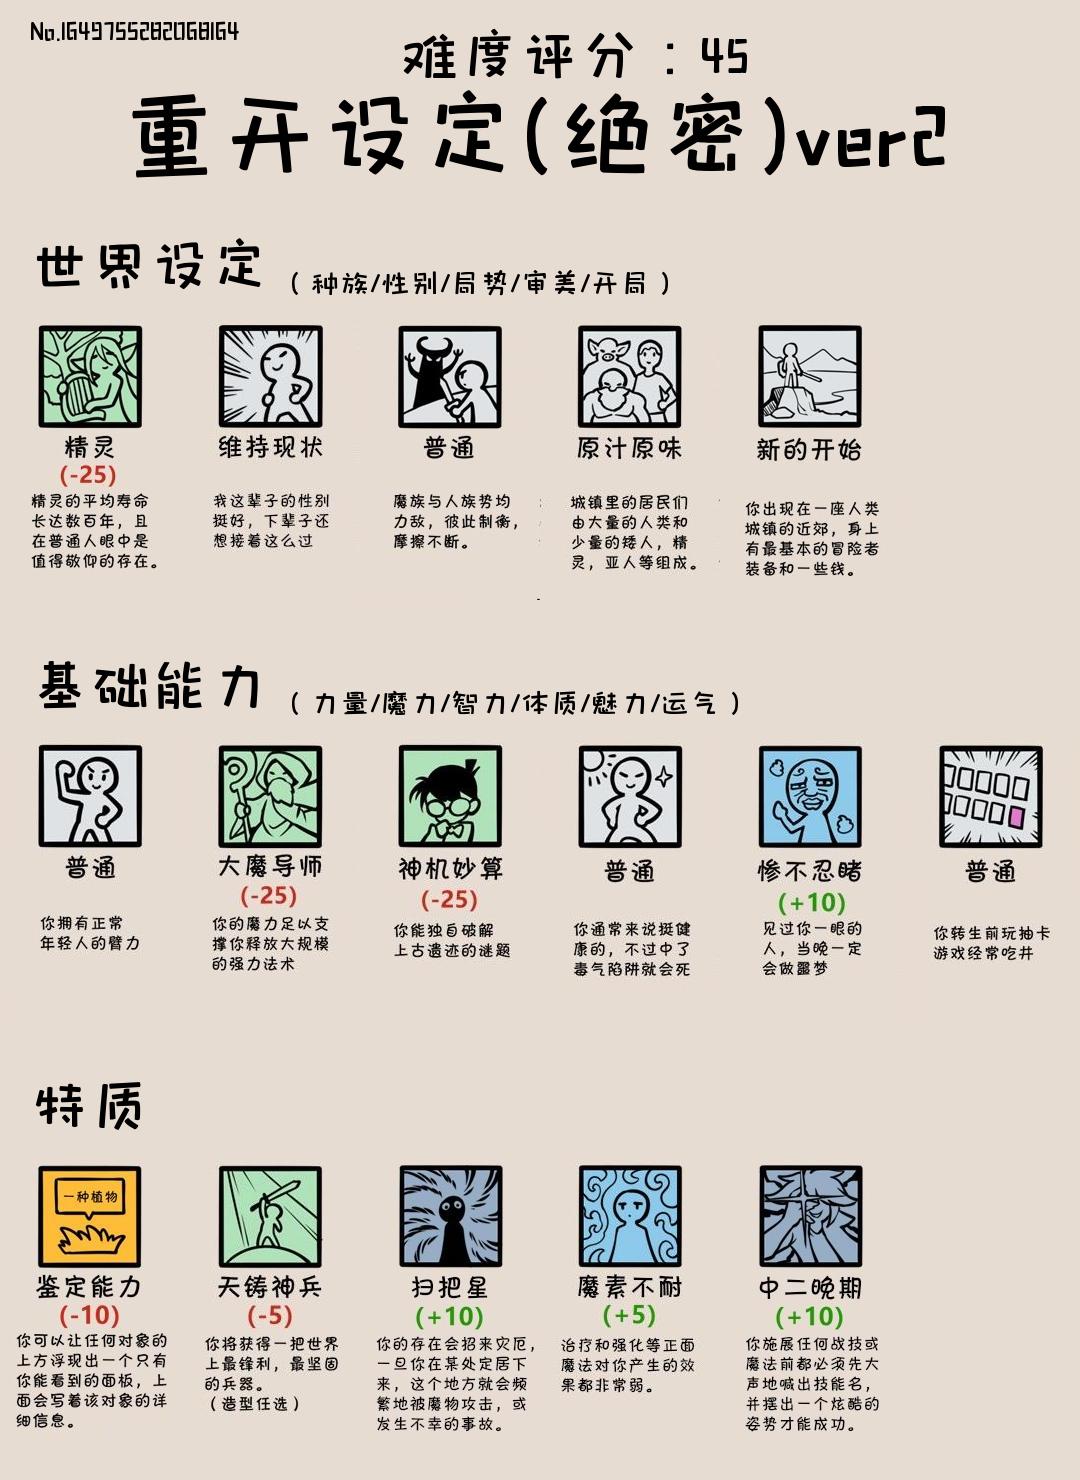 No.1649755282068164
难度评分：45
重开设定(绝密)ver2
世界设定 （种族/性别/局势/审美/开局）
精灵 维持现状 普通 原汁原味 新的开始
(-25)
精灵的平均寿命
长达数百年，且
在普通人眼中是
值得敬仰的存在。
我这辈子的性别
挺好，下辈子还
想接着这么过
魔族与人族势均
力敌，彼此制衡，
摩擦不断。
城镇里的居民们
由大量的人类和
少量的矮人，精
灵，亚人等组成。
你出现在一座人类
城镇的近郊，身上
有最基本的冒险者
装备和一些钱。
基础能力 （力量/魔力/智力/体质/魅力/运气）
普通 大魔导师 神机妙算 普通 惨不忍睹 普通
(-25) (-25) (+10)
你拥有正常
年轻人的臂力
你的魔力足以支
撑你释放大规模
的强力法术
你能独自破解
上古遗迹的谜题
你通常来说挺健
康的，不过中了
毒气陷阱就会死
见过你一眼的
人，当晚一定
会做噩梦
你转生前玩抽卡
游戏经常吃井
特质
一种植物
鉴定能力 天铸神兵 扫把星 魔素不耐 中二晚期
(-10) (-5) (+10) (+5) (+10)
你可以让任何对象的
上方浮现出一个只有
你能看到的面板，上
面会写着该对象的详
细信息。
你将获得一把世界
上最锋利，最坚固
的兵器。
（造型任选）
你的存在会招来灾厄，
一旦你在某处定居下
来，这个地方就会频
繁地被魔物攻击，或
发生不幸的事故。
治疗和强化等正面
魔法对你产生的效
果都非常弱。
你施展任何战技或
魔法前都必须先大
声地喊出技能名，
并摆出一个炫酷的
姿势才能成功。